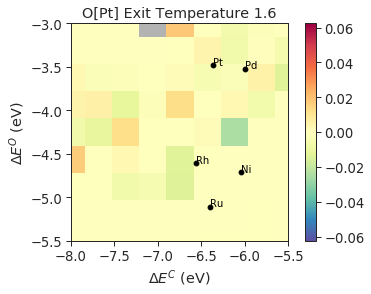 O[Pt] Exit Temperature 1.6
−3.0
−3.5
−4.0
−4.5
−5.0
−5.5
ΔE^O (eV)
Pt
Pd
Rh
Ni
Ru
−8.0 −7.5 −7.0 −6.5 −6.0 −5.5
ΔE^C (eV)
0.06
0.04
0.02
0.00
−0.02
−0.04
−0.06